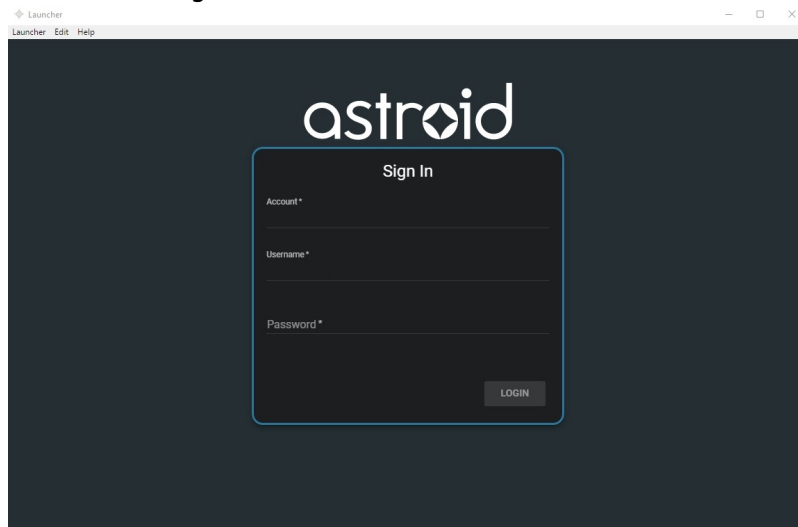 Launcher
Launcher Edit Help
astroid
Sign In
Account *
Username *
Password *
LOGIN